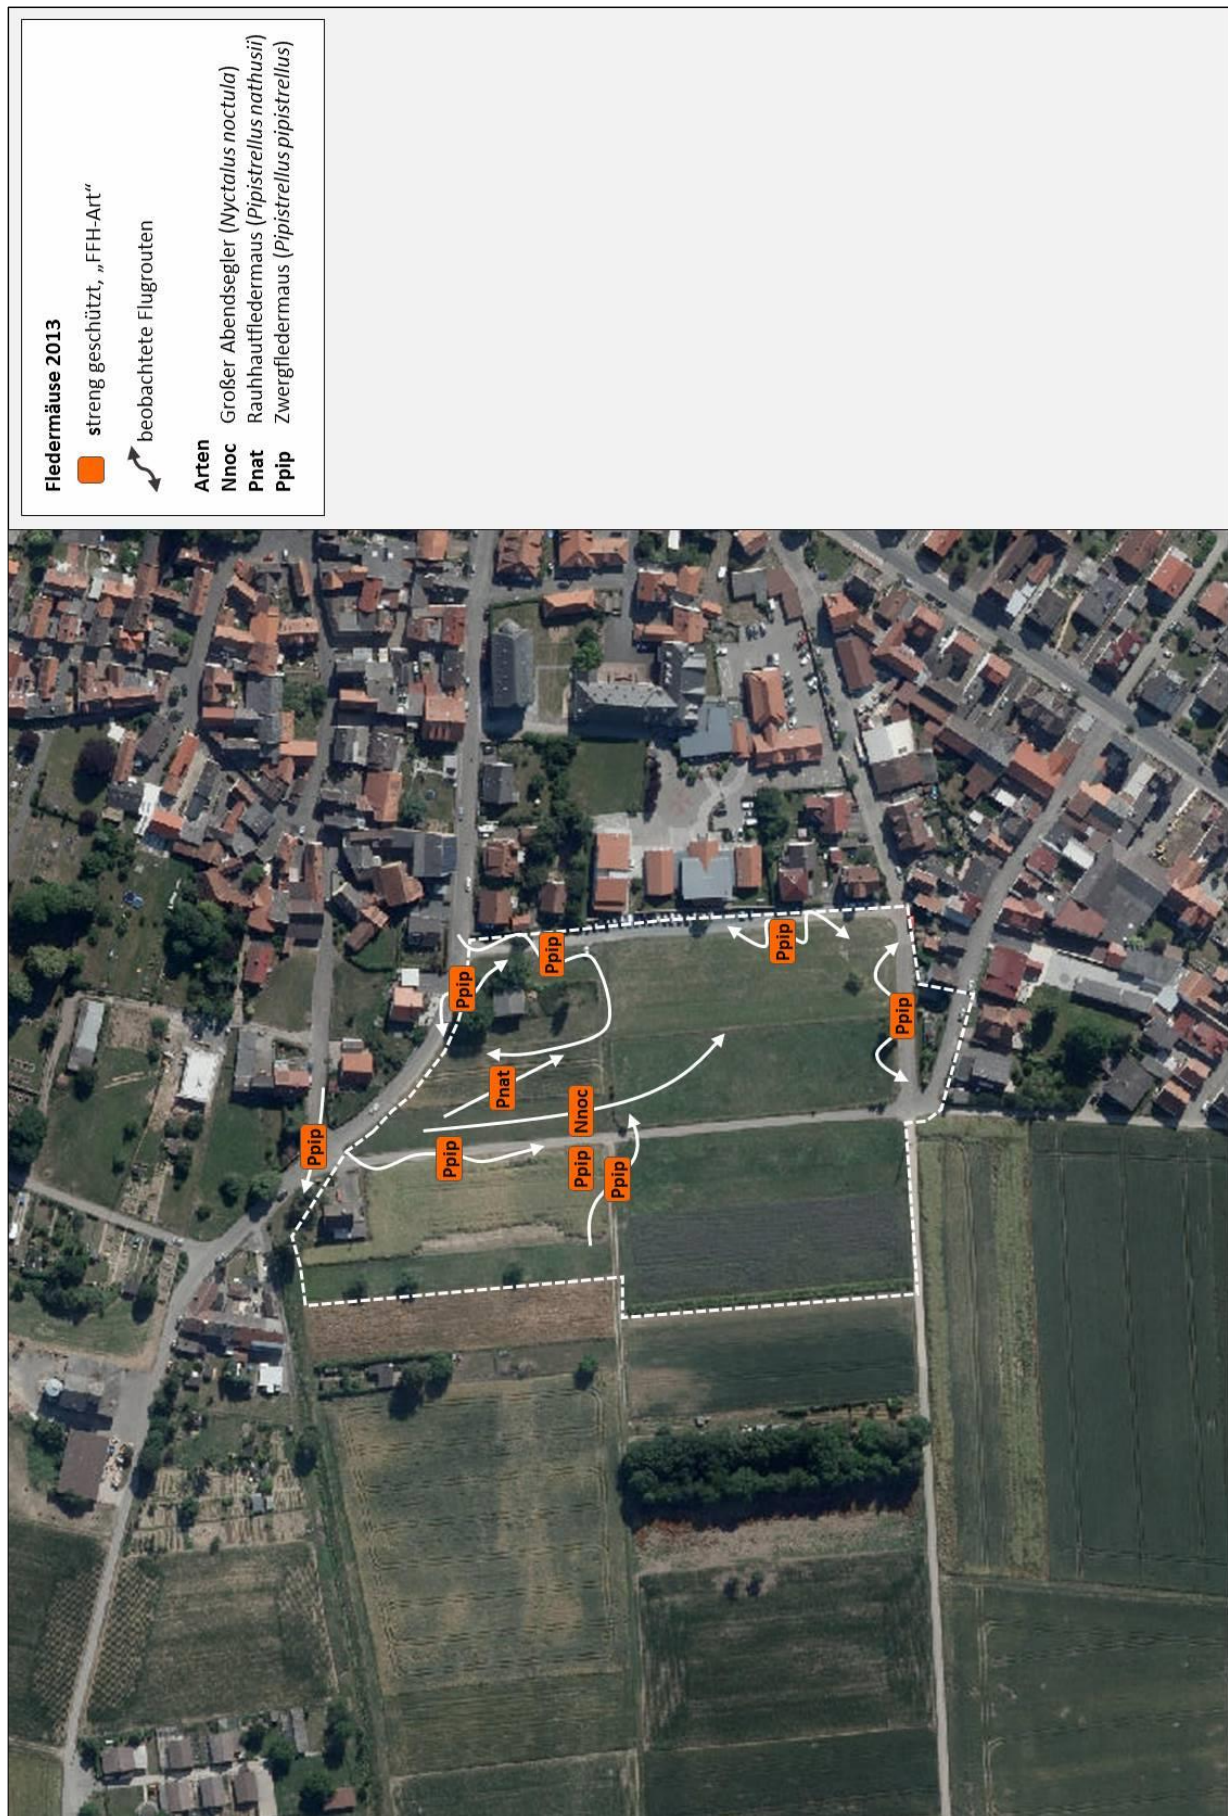 Fledermäuse 2013
streng geschützt, „FFH-Art“
beobachtete Flugrouten
Arten
Nnoc Großer Abendsegler (Nyctalus noctula)
Pnat Rauhhautfledermaus (Pipistrellus nathusii)
Ppip Zwergfledermaus (Pipistrellus pipistrellus)
Ppip
Ppip
Ppip
Pnat
Ppip
Ppip
Nnoc
Ppip
Ppip
Ppip